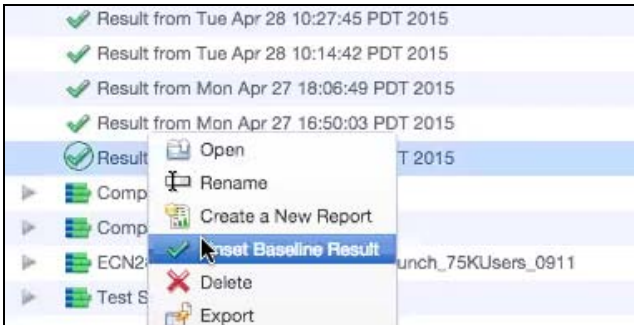 Result from Tue Apr 28 10:27:45 PDT 2015
Result from Tue Apr 28 10:14:42 PDT 2015
Result from Mon Apr 27 18:06:49 PDT 2015
Result from Mon Apr 27 16:50:03 PDT 2015
Result T 2015
Open
Rename
Comp
Create a New Report
Comp
Unset Baseline Result
ECN2 unch_75KUsers_0911
Delete
Test S
Export